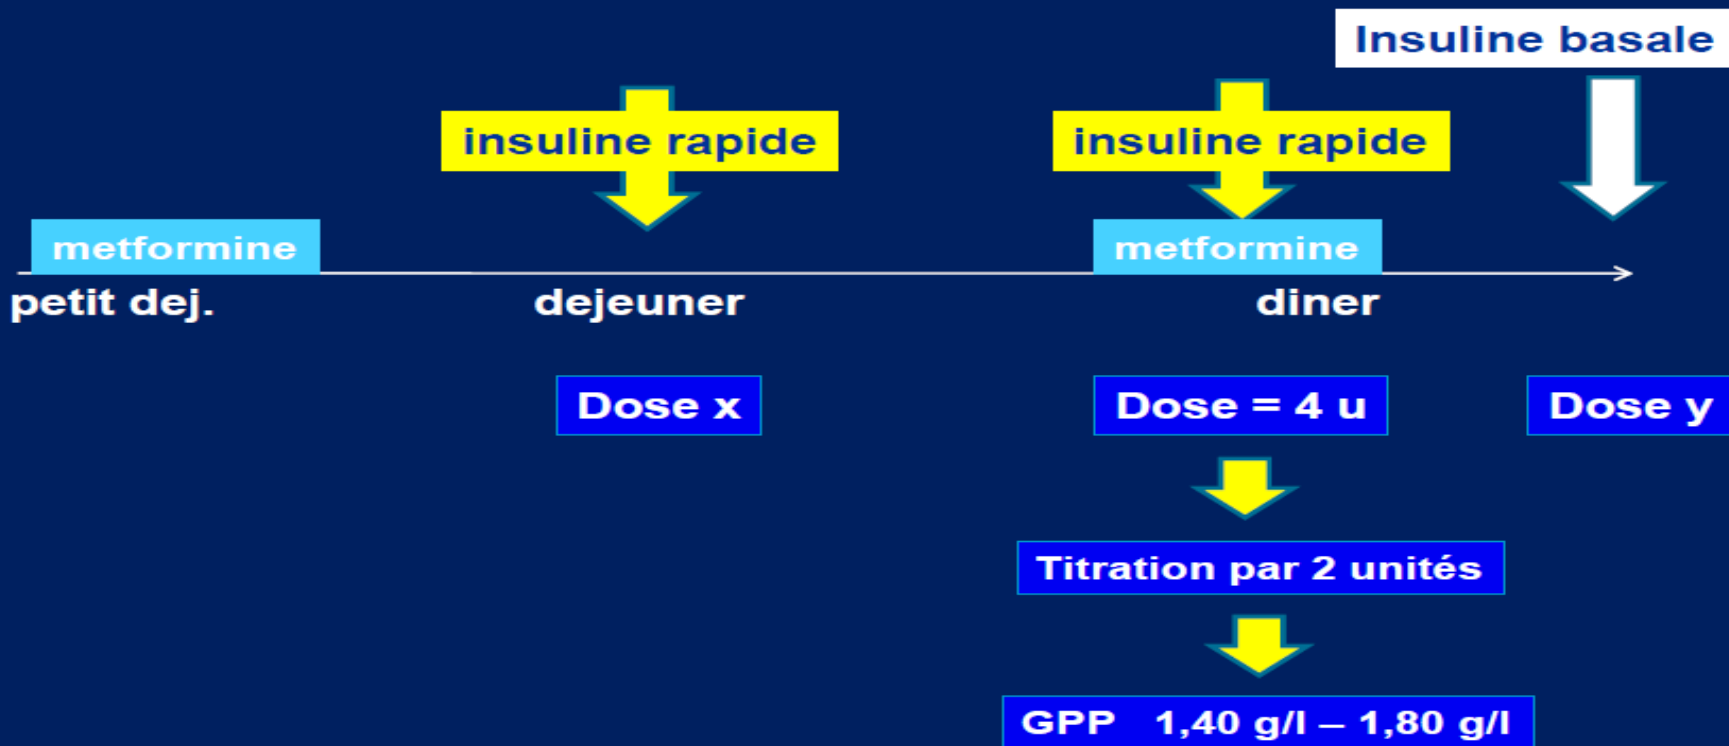 Insuline basale
insuline rapide
insuline rapide
metformine
metformine
petit dej.
dejeuner
diner
Dose x
Dose = 4 u
Dose y
Titration par 2 unités
GPP 1,40 g/l – 1,80 g/l